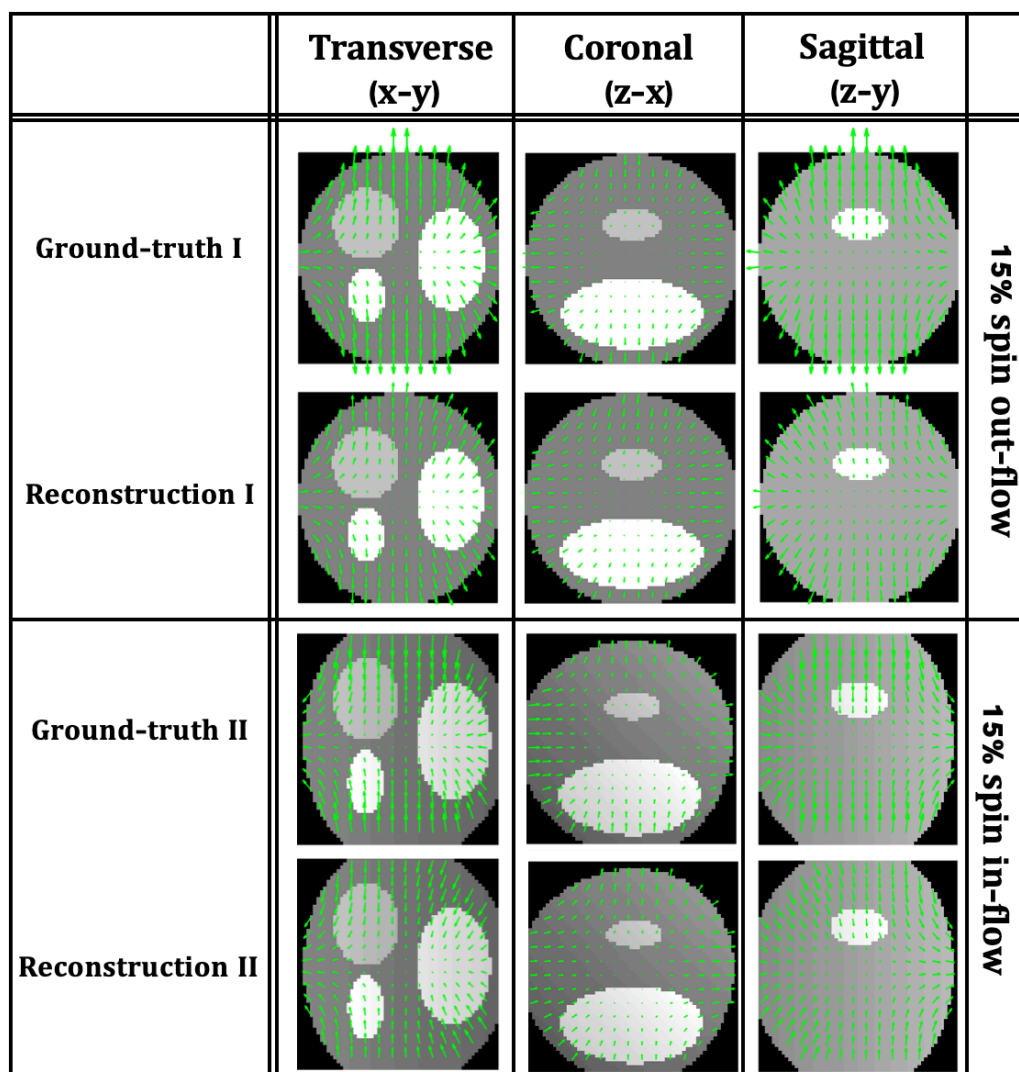 Transverse
(x-y)
Coronal
(z-x)
Sagittal
(z-y)
Ground-truth I
Reconstruction I
15% spin out-flow
Ground-truth II
Reconstruction II
15% spin in-flow